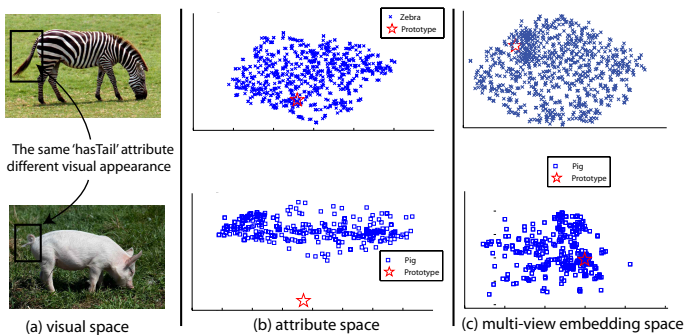 Zebra
Prototype
The same 'hasTail' attribute
different visual appearance
Pig
Prototype
Pig
Prototype
(a) visual space
(b) attribute space
(c) multi-view embedding space